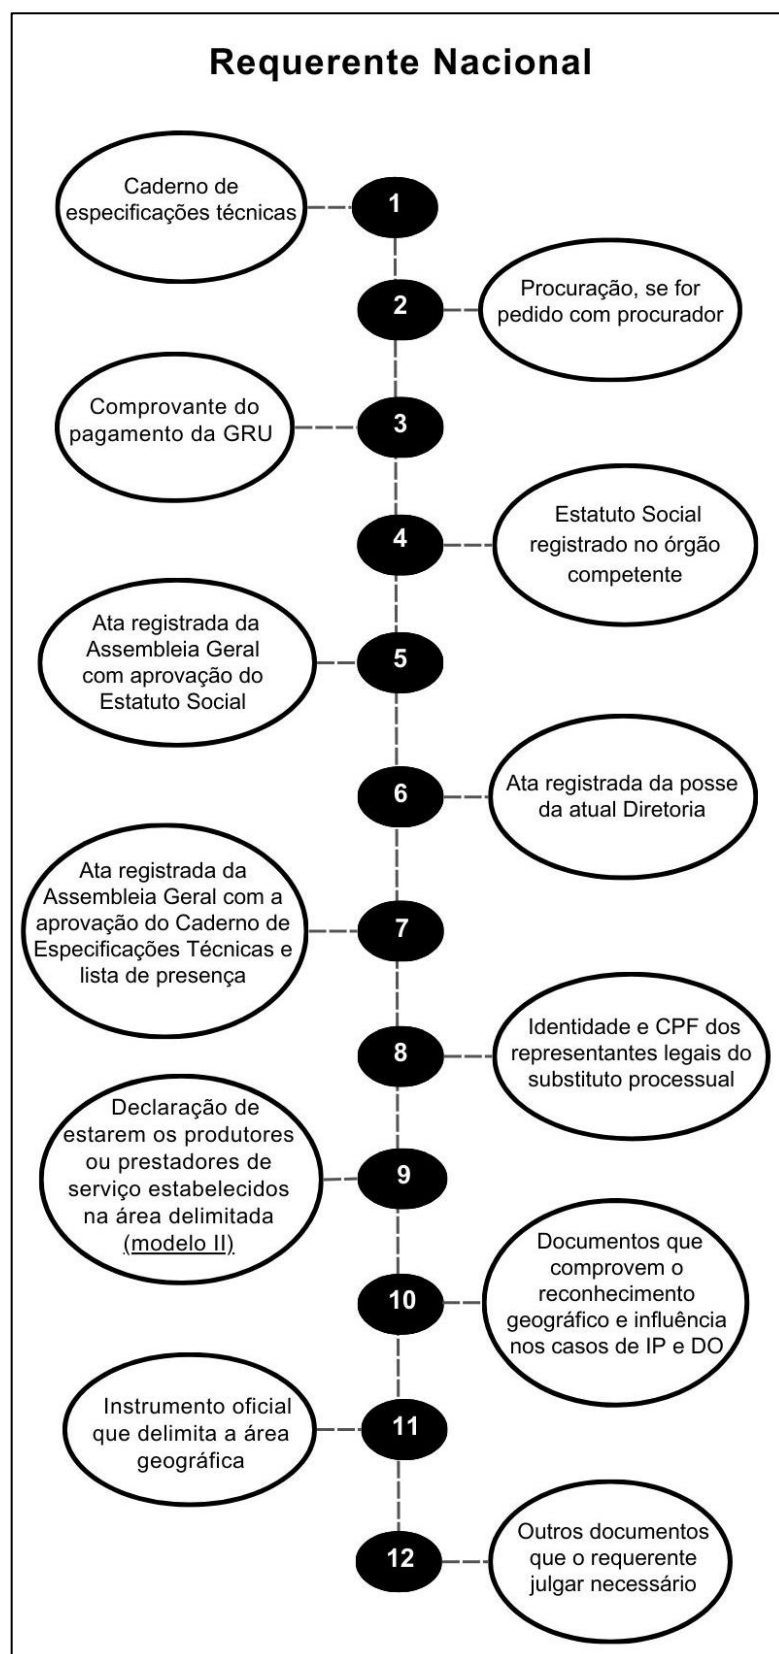 Requerente Nacional
Caderno de
especificações técnicas
1
2
Procuração, se for
pedido com procurador
Comprovante do
pagamento da GRU
3
4
Estatuto Social
registrado no órgão
competente
Ata registrada da
Assembleia Geral
com aprovação do
Estatuto Social
5
6
Ata registrada da posse
da atual Diretoria
Ata registrada da
Assembleia Geral com a
aprovação do Caderno de
Especificações Técnicas e
lista de presença
7
8
Identidade e CPF dos
representantes legais do
substituto processual
Declaração de
estarem os produtores
ou prestadores de
serviço estabelecidos
na área delimitada
(modelo II)
9
10
Documentos que
comprovem o
reconhecimento
geográfico e influência
nos casos de IP e DO
Instrumento oficial
que delimita a área
geográfica
11
12
Outros documentos
que o requerente
julgar necessário